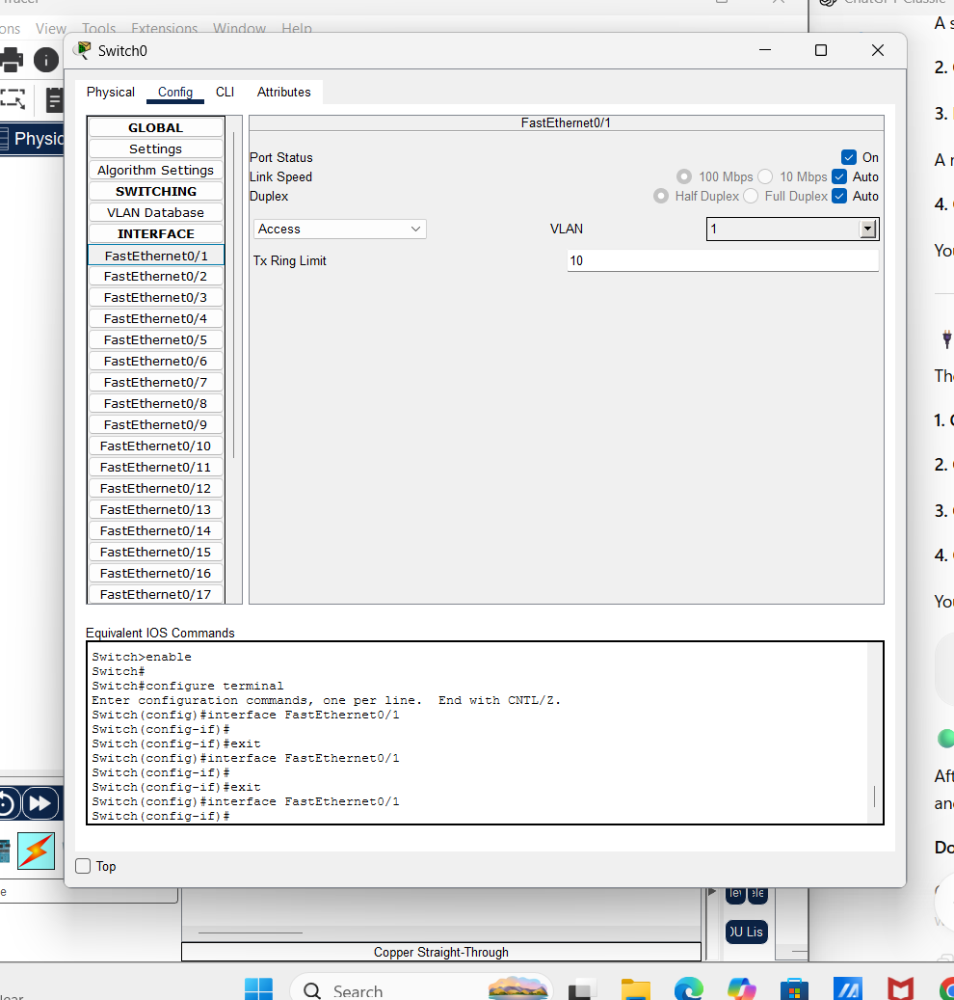 Tracer
ChatGPT Classic
ons View Tools Extensions Window Help
Switch0
Physical Config CLI Attributes
GLOBAL
Settings
Algorithm Settings
SWITCHING
VLAN Database
INTERFACE
FastEthernet0/1
FastEthernet0/2
FastEthernet0/3
FastEthernet0/4
FastEthernet0/5
FastEthernet0/6
FastEthernet0/7
FastEthernet0/8
FastEthernet0/9
FastEthernet0/10
FastEthernet0/11
FastEthernet0/12
FastEthernet0/13
FastEthernet0/14
FastEthernet0/15
FastEthernet0/16
FastEthernet0/17
FastEthernet0/1
Port Status On
Link Speed 100 Mbps 10 Mbps Auto
Duplex Half Duplex Full Duplex Auto
Access VLAN 1
Tx Ring Limit 10
Equivalent IOS Commands
Switch>enable
Switch#
Switch#configure terminal
Enter configuration commands, one per line. End with CNTL/Z.
Switch(config)#interface FastEthernet0/1
Switch(config-if)#
Switch(config-if)#exit
Switch(config)#interface FastEthernet0/1
Switch(config-if)#
Switch(config-if)#exit
Switch(config)#interface FastEthernet0/1
Switch(config-if)#
Top
Physic
Copper Straight-Through
OU Lis
Search
A s
2.
3.
A
4.
You
The
1.
2.
3.
4.
You
Aft
and
Do